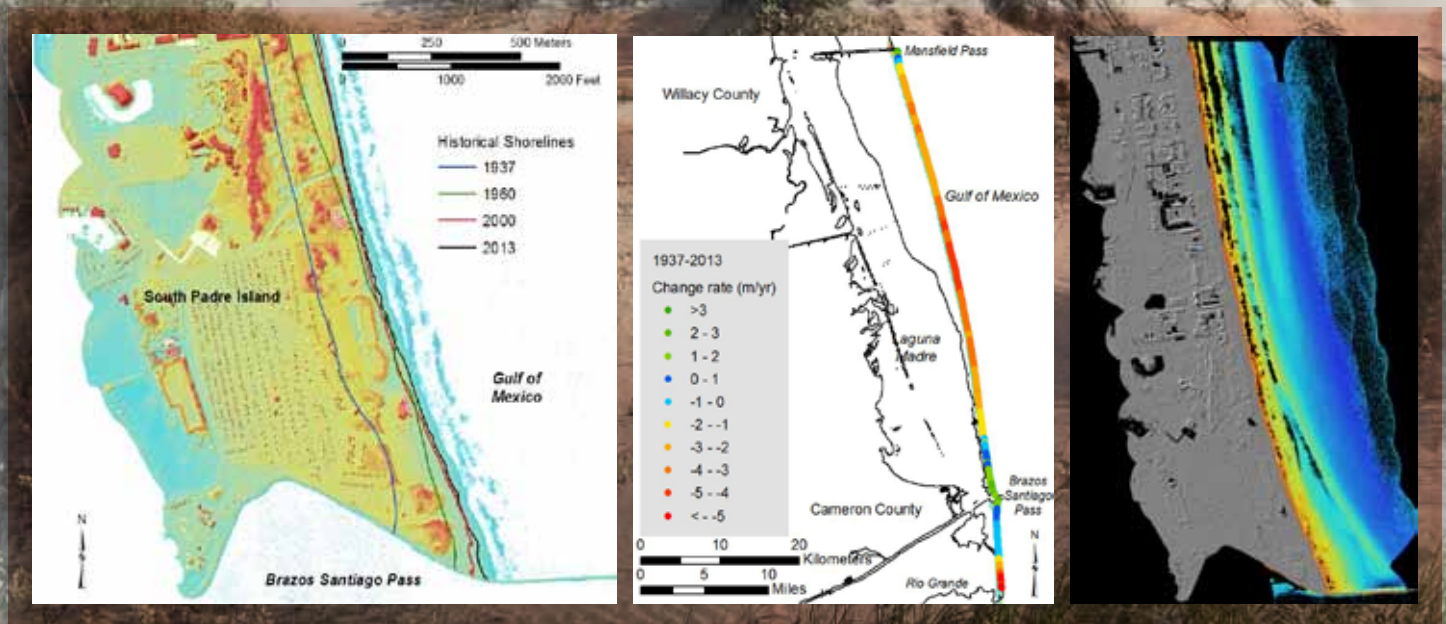 0 250 500 Meters
0 1000 2000 Feet
Historical Shorelines
1937
1960
2000
2013
South Padre Island
Gulf of
Mexico
N
Brazos Santiago Pass
Mansfield Pass
Willacy County
Gulf of Mexico
1937-2013
Change rate (m/yr)
>3
2 - 3
1 - 2
0 - 1
-1 - 0
-2 - -1
-3 - -2
-4 - -3
-5 - -4
< - -5
Laguna
Madre
Brazos
Santiago
Pass
Cameron County
0 10 20
Kilometers
0 5 10
Miles
N
Rio Grande